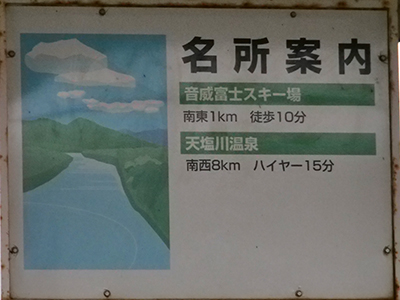 名所案内
音威富士スキー場
南東1km 徒歩10分
天塩川温泉
南西8km ハイヤー15分